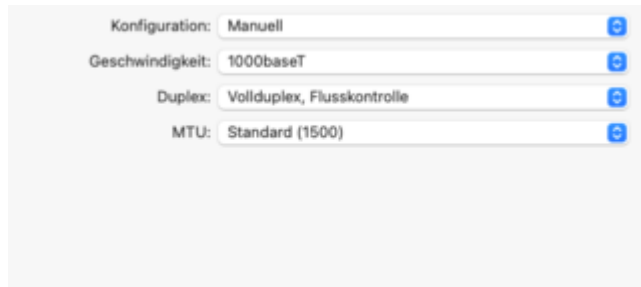 Konfiguration: Manuell
Geschwindigkeit: 1000baseT
Duplex: Vollduplex, Flusskontrolle
MTU: Standard (1500)